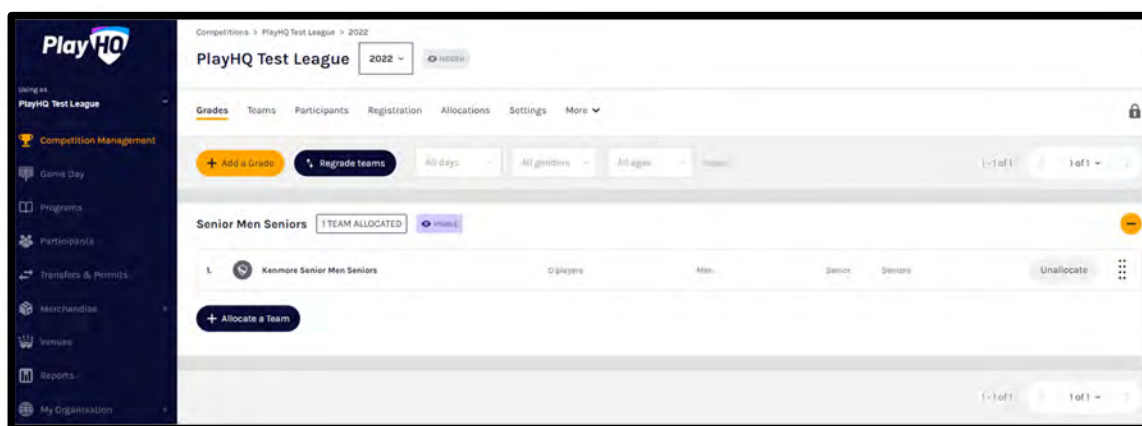 PlayHQ
Using as
PlayHQ Test League
Competition Management
Game Day
Programs
Participants
Transfers & Permits
Merchandise
Venues
Reports
My Organisation
Competitions > PlayHQ Test League > 2022
PlayHQ Test League 2022 HIDDEN
Grades Teams Participants Registration Allocations Settings More
+ Add a Grade Regrade teams All days All genders All ages 1-1 of 1 1 of 1
Senior Men Seniors 1 TEAM ALLOCATED VISIBLE
1. Kenmore Senior Men Seniors 0 players Men Senior Seniors Unallocate
+ Allocate a Team
1-1 of 1 1 of 1